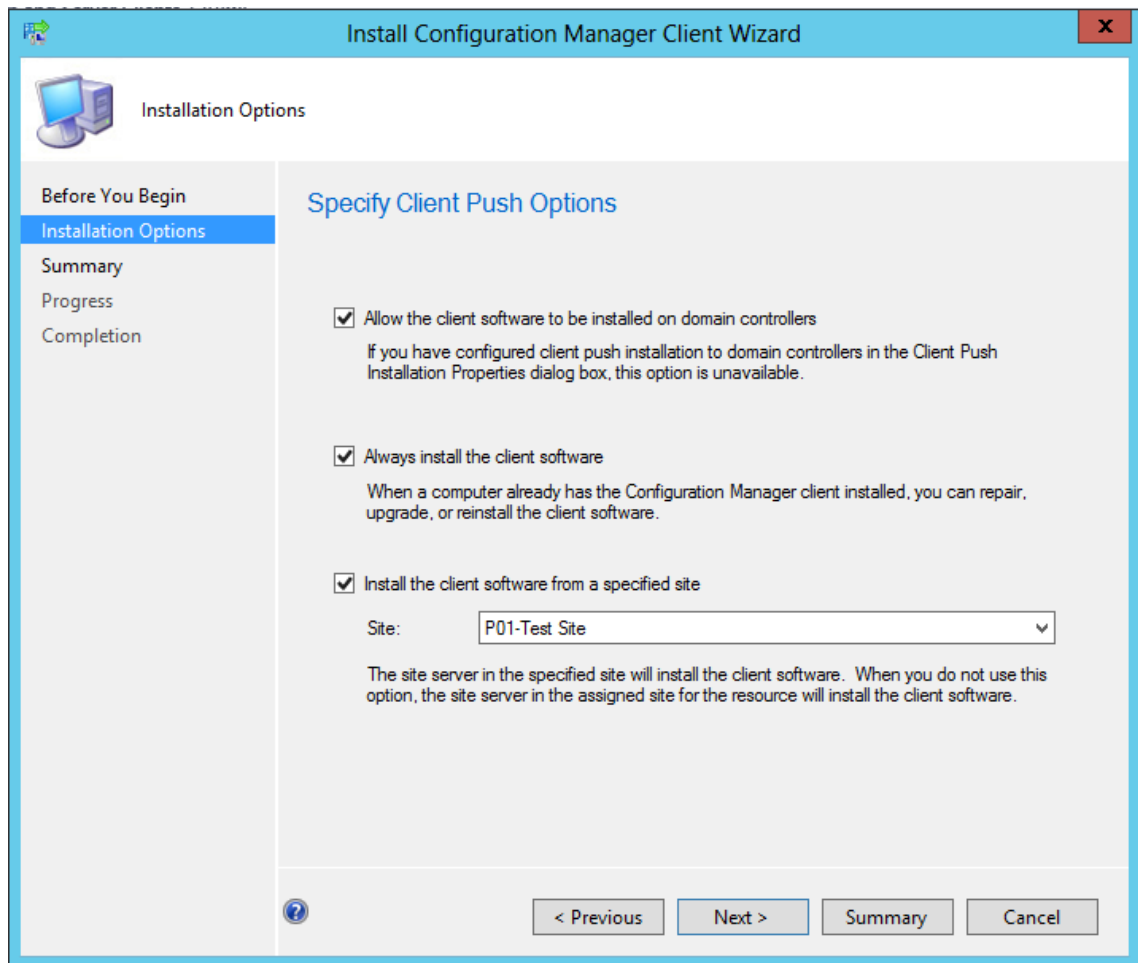 Install Configuration Manager Client Wizard
x
Installation Options
Before You Begin
Installation Options
Summary
Progress
Completion
Specify Client Push Options
Allow the client software to be installed on domain controllers
If you have configured client push installation to domain controllers in the Client Push
Installation Properties dialog box, this option is unavailable.
Always install the client software
When a computer already has the Configuration Manager client installed, you can repair,
upgrade, or reinstall the client software.
Install the client software from a specified site
Site: P01-Test Site
The site server in the specified site will install the client software. When you do not use this
option, the site server in the assigned site for the resource will install the client software.
?
< Previous Next > Summary Cancel